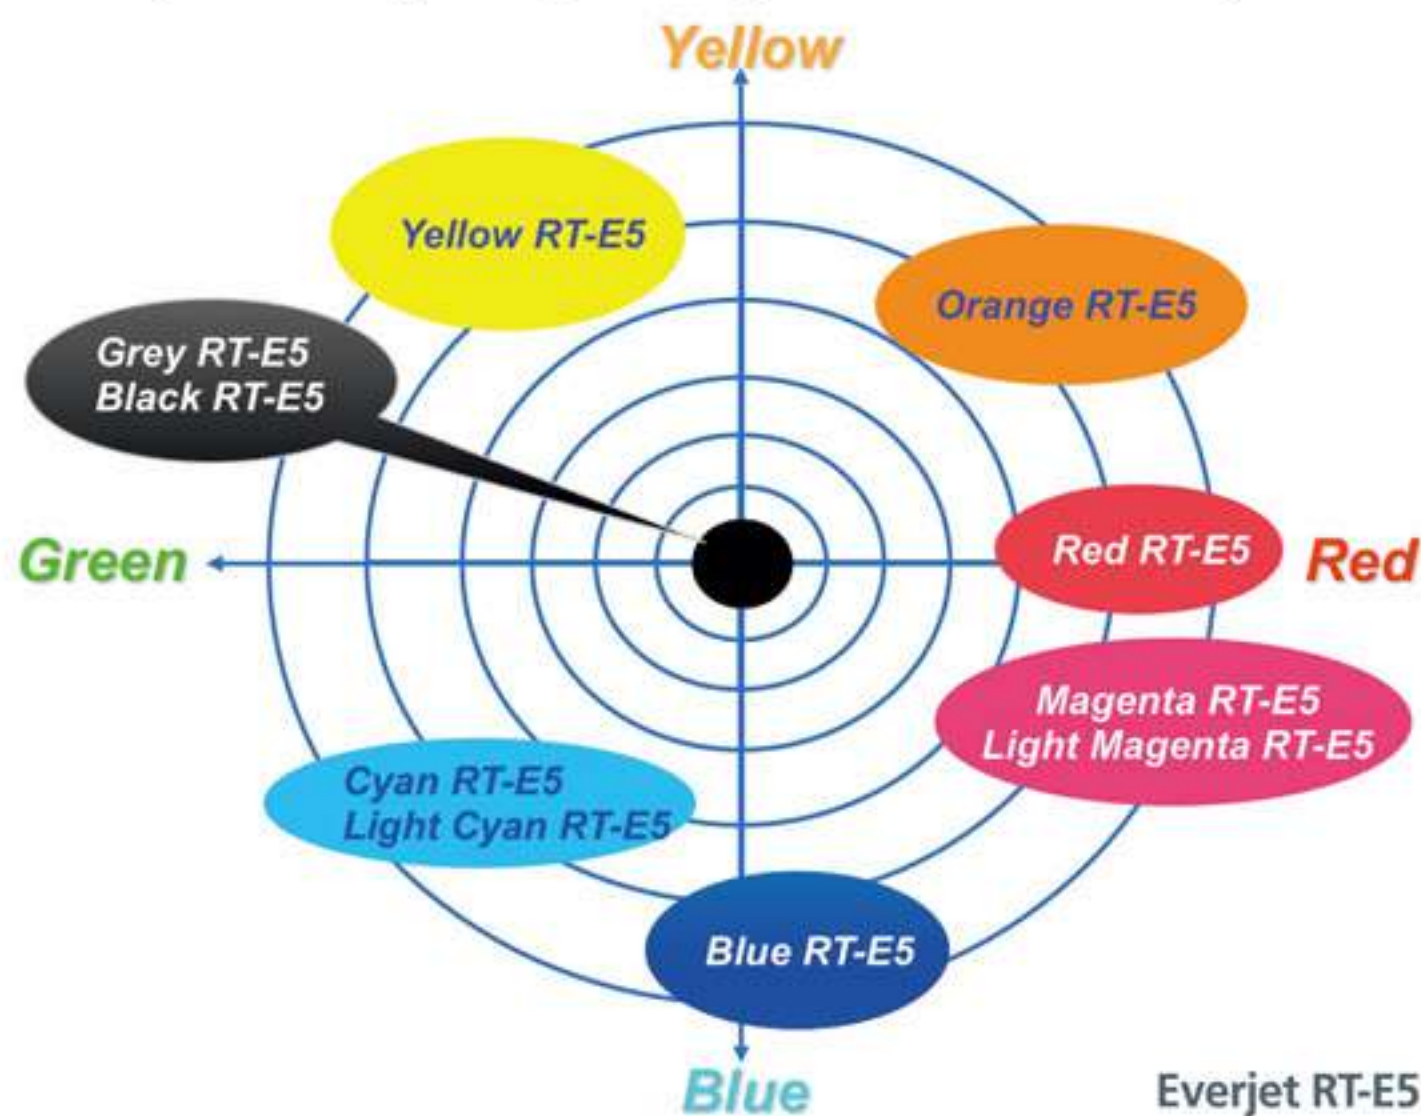 Yellow
Yellow RT-E5
Orange RT-E5
Grey RT-E5
Black RT-E5
Green
Red RT-E5
Red
Magenta RT-E5
Light Magenta RT-E5
Cyan RT-E5
Light Cyan RT-E5
Blue RT-E5
Blue
Everjet RT-E5